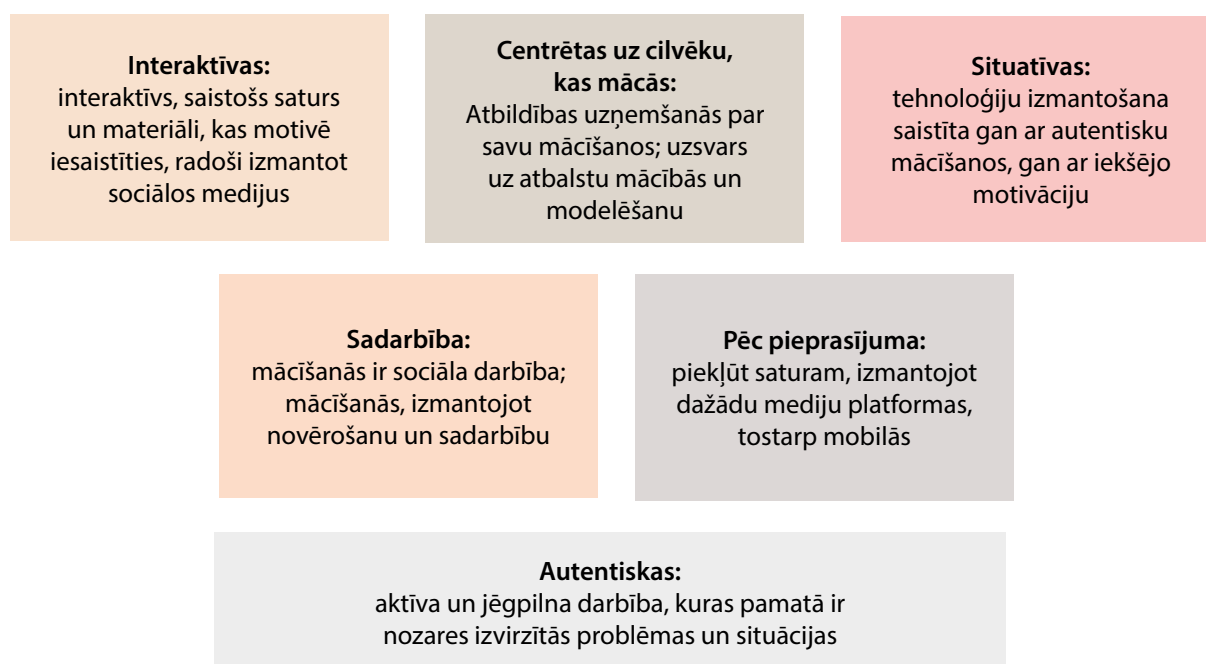 Interaktīvas:
interaktīvs, saistošs saturs
un materiāli, kas motivē
iesaistīties, radoši izmantot
sociālos medijus
Centrētas uz cilvēku,
kas mācās:
Atbildības uzņemšanās par
savu mācīšanos; uzsvars
uz atbalstu mācībās un
modelēšanu
Situatīvas:
tehnoloģiju izmantošana
saistīta gan ar autentisku
mācīšanos, gan ar iekšējo
motivāciju
Sadarbība:
mācīšanās ir sociāla darbība;
mācīšanās, izmantojot
novērošanu un sadarbību
Pēc pieprasījuma:
piekļūt saturam, izmantojot
dažādu mediju platformas,
tostarp mobilās
Autentiskas:
aktīva un jēgpilna darbība, kuras pamatā ir
nozares izvirzītās problēmas un situācijas